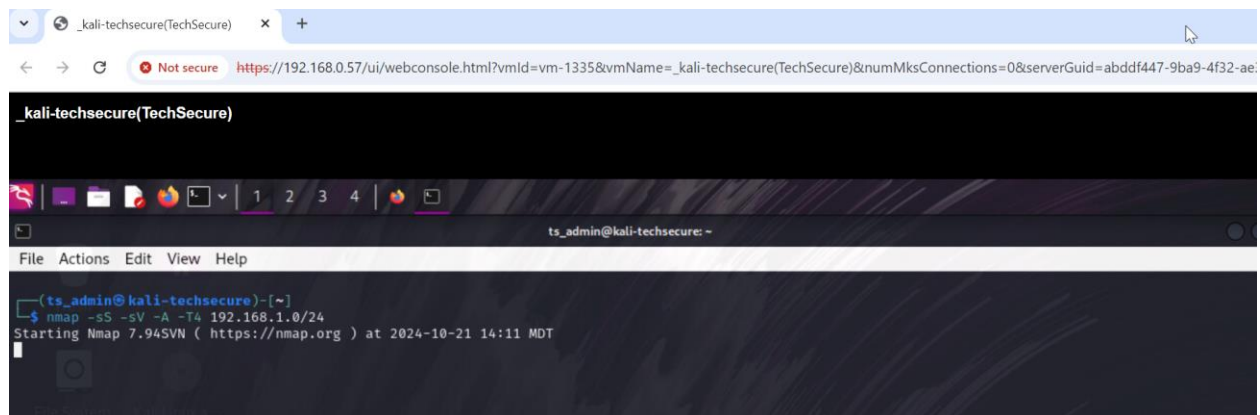 _kali-techsecure(TechSecure)
Not secure https://192.168.0.57/ui/webconsole.html?vmId=vm-1335&vmName=_kali-techsecure(TechSecure)&numMksConnections=0&serverGuid=abddf447-9ba9-4f32-ae3
_kali-techsecure(TechSecure)
1 2 3 4
ts_admin@kali-techsecure: ~
File Actions Edit View Help
┌──(ts_admin㉿kali-techsecure)-[~]
└─$ nmap -sS -sV -A -T4 192.168.1.0/24
Starting Nmap 7.94SVN ( https://nmap.org ) at 2024-10-21 14:11 MDT